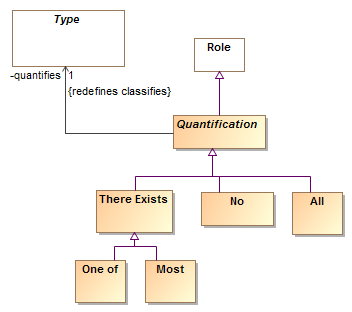 Type
Role
-quantifies 1
{redefines classifies}
Quantification
There Exists
No
All
One of
Most